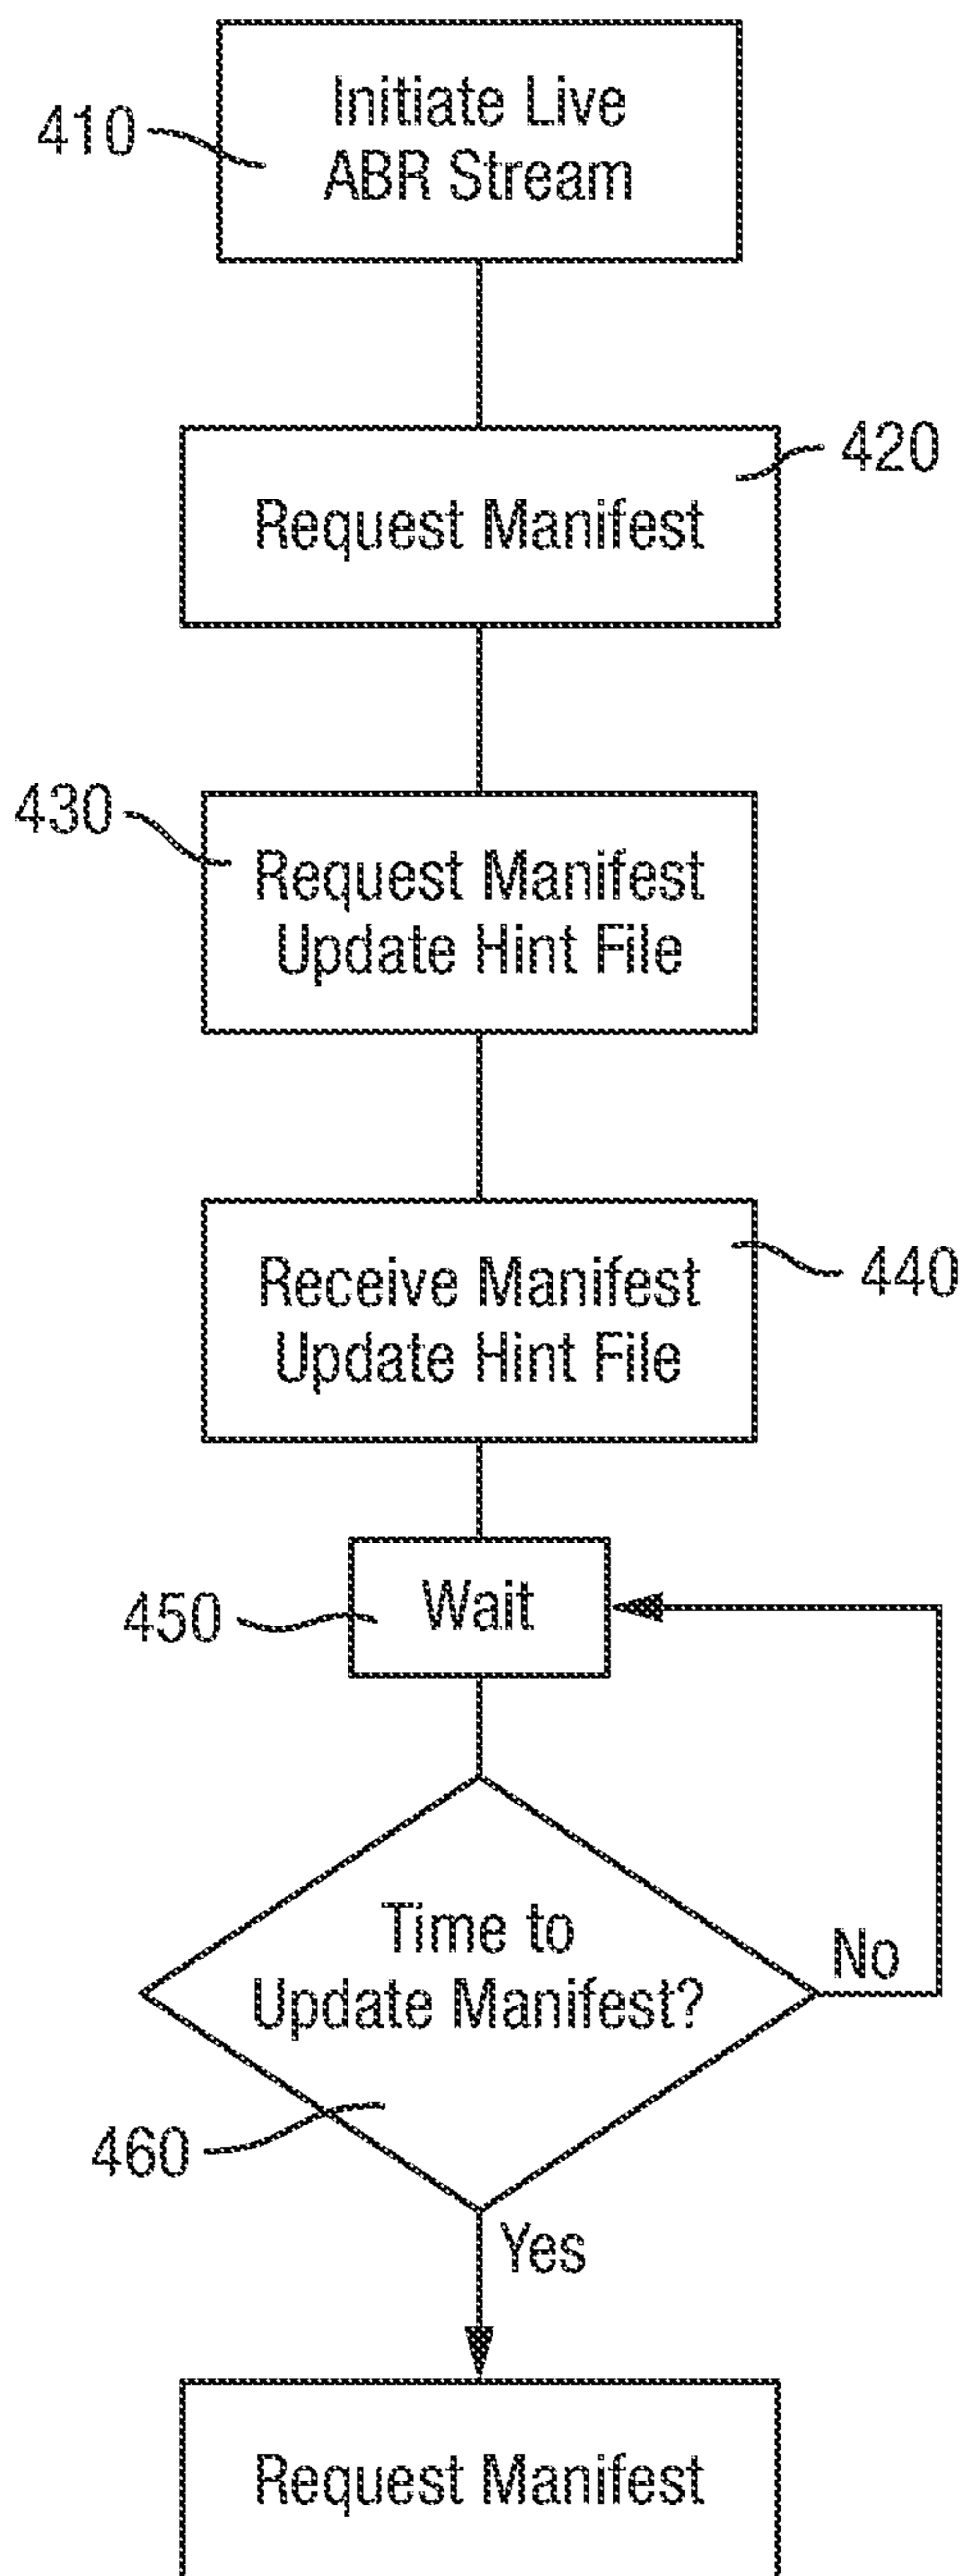 410
Initiate Live
ABR Stream
420
Request Manifest
430
Request Manifest
Update Hint File
440
Receive Manifest
Update Hint File
450
Wait
Time to
Update Manifest?
No
460
Yes
Request Manifest